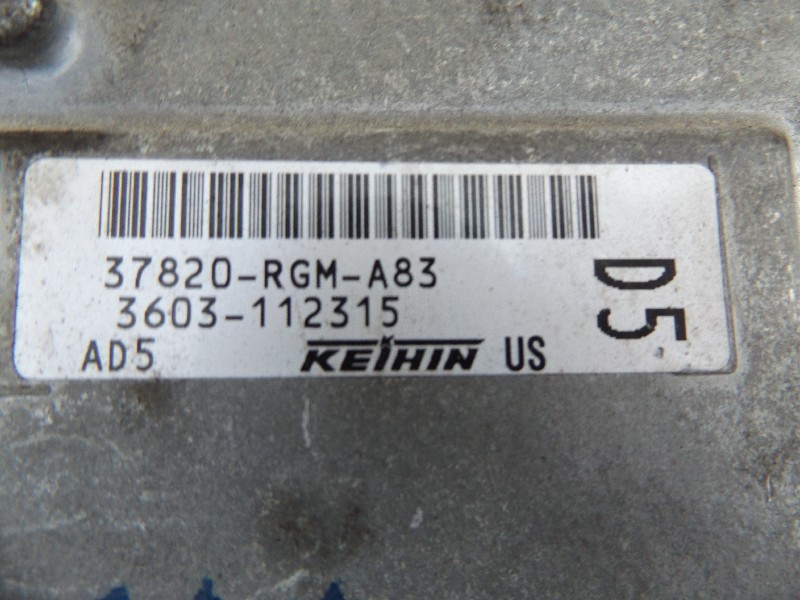 37820-RGM-A83
3603-112315
AD5 KEIHIN US
D5